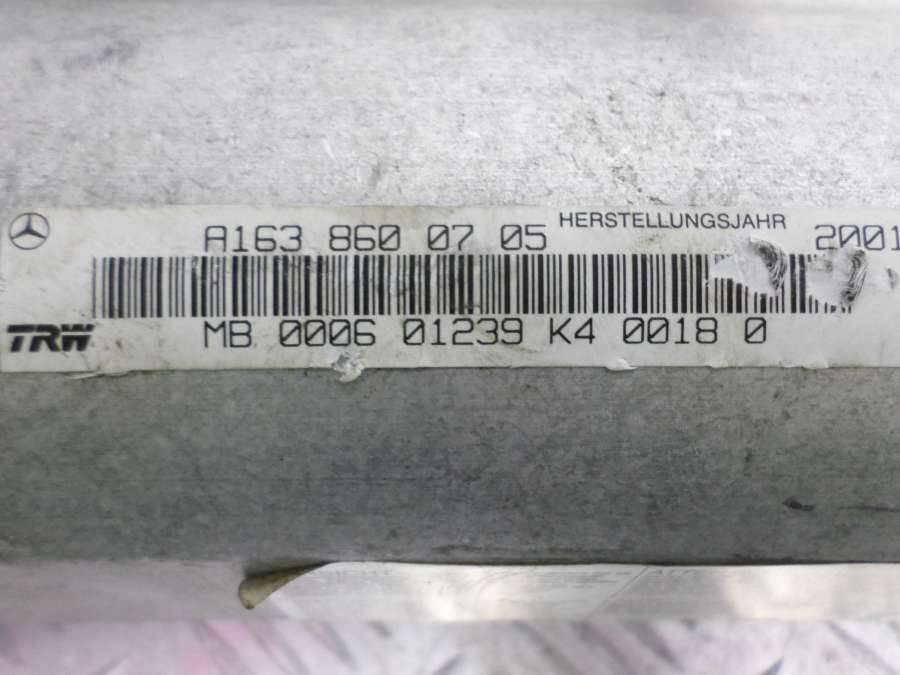 A163 860 07 05 HERSTELLUNGSJAHR 2001
TRW MB 0006 01239 K4 0018 0